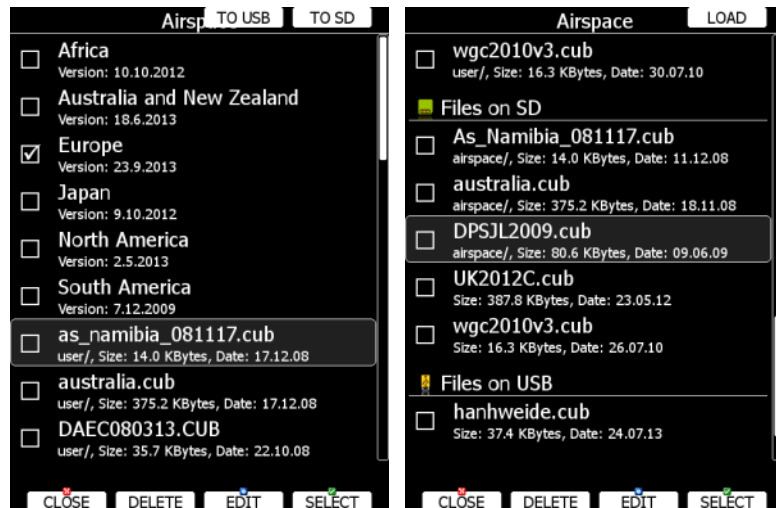 Airspace
TO USB
TO SD
Africa
Version: 10.10.2012
Australia and New Zealand
Version: 18.6.2013
Europe
Version: 23.9.2013
Japan
Version: 9.10.2012
North America
Version: 2.5.2013
South America
Version: 7.12.2009
as_namibia_081117.cub
user/, Size: 14.0 KBytes, Date: 17.12.08
australia.cub
user/, Size: 375.2 KBytes, Date: 17.12.08
DAEC080313.CUB
user/, Size: 35.7 KBytes, Date: 22.10.08
CLOSE
DELETE
EDIT
SELECT
Airspace
LOAD
wgc2010v3.cub
user/, Size: 16.3 KBytes, Date: 30.07.10
Files on SD
As_Namibia_081117.cub
airspace/, Size: 14.0 KBytes, Date: 11.12.08
australia.cub
airspace/, Size: 375.2 KBytes, Date: 18.11.08
DPSJL2009.cub
airspace/, Size: 80.6 KBytes, Date: 09.06.09
UK2012C.cub
Size: 387.8 KBytes, Date: 23.05.12
wgc2010v3.cub
Size: 16.3 KBytes, Date: 26.07.10
Files on USB
hanhweide.cub
Size: 37.4 KBytes, Date: 24.07.13
CLOSE
DELETE
EDIT
SELECT